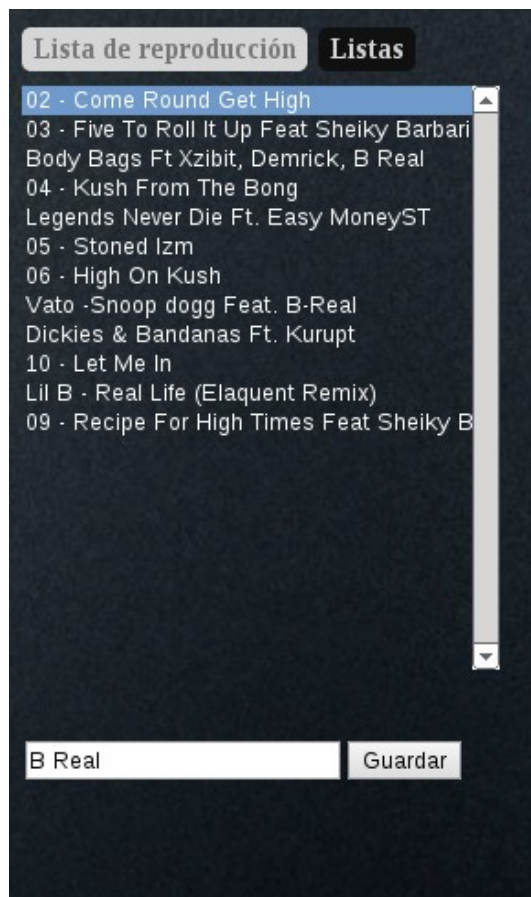 Lista de reproducción Listas
02 - Come Round Get High
03 - Five To Roll It Up Feat Sheiky Barbari
Body Bags Ft Xzibit, Demrick, B Real
04 - Kush From The Bong
Legends Never Die Ft. Easy MoneyST
05 - Stoned Izm
06 - High On Kush
Vato -Snoop dogg Feat. B-Real
Dickies & Bandanas Ft. Kurupt
10 - Let Me In
Lil B - Real Life (Elaquent Remix)
09 - Recipe For High Times Feat Sheiky B
B Real Guardar